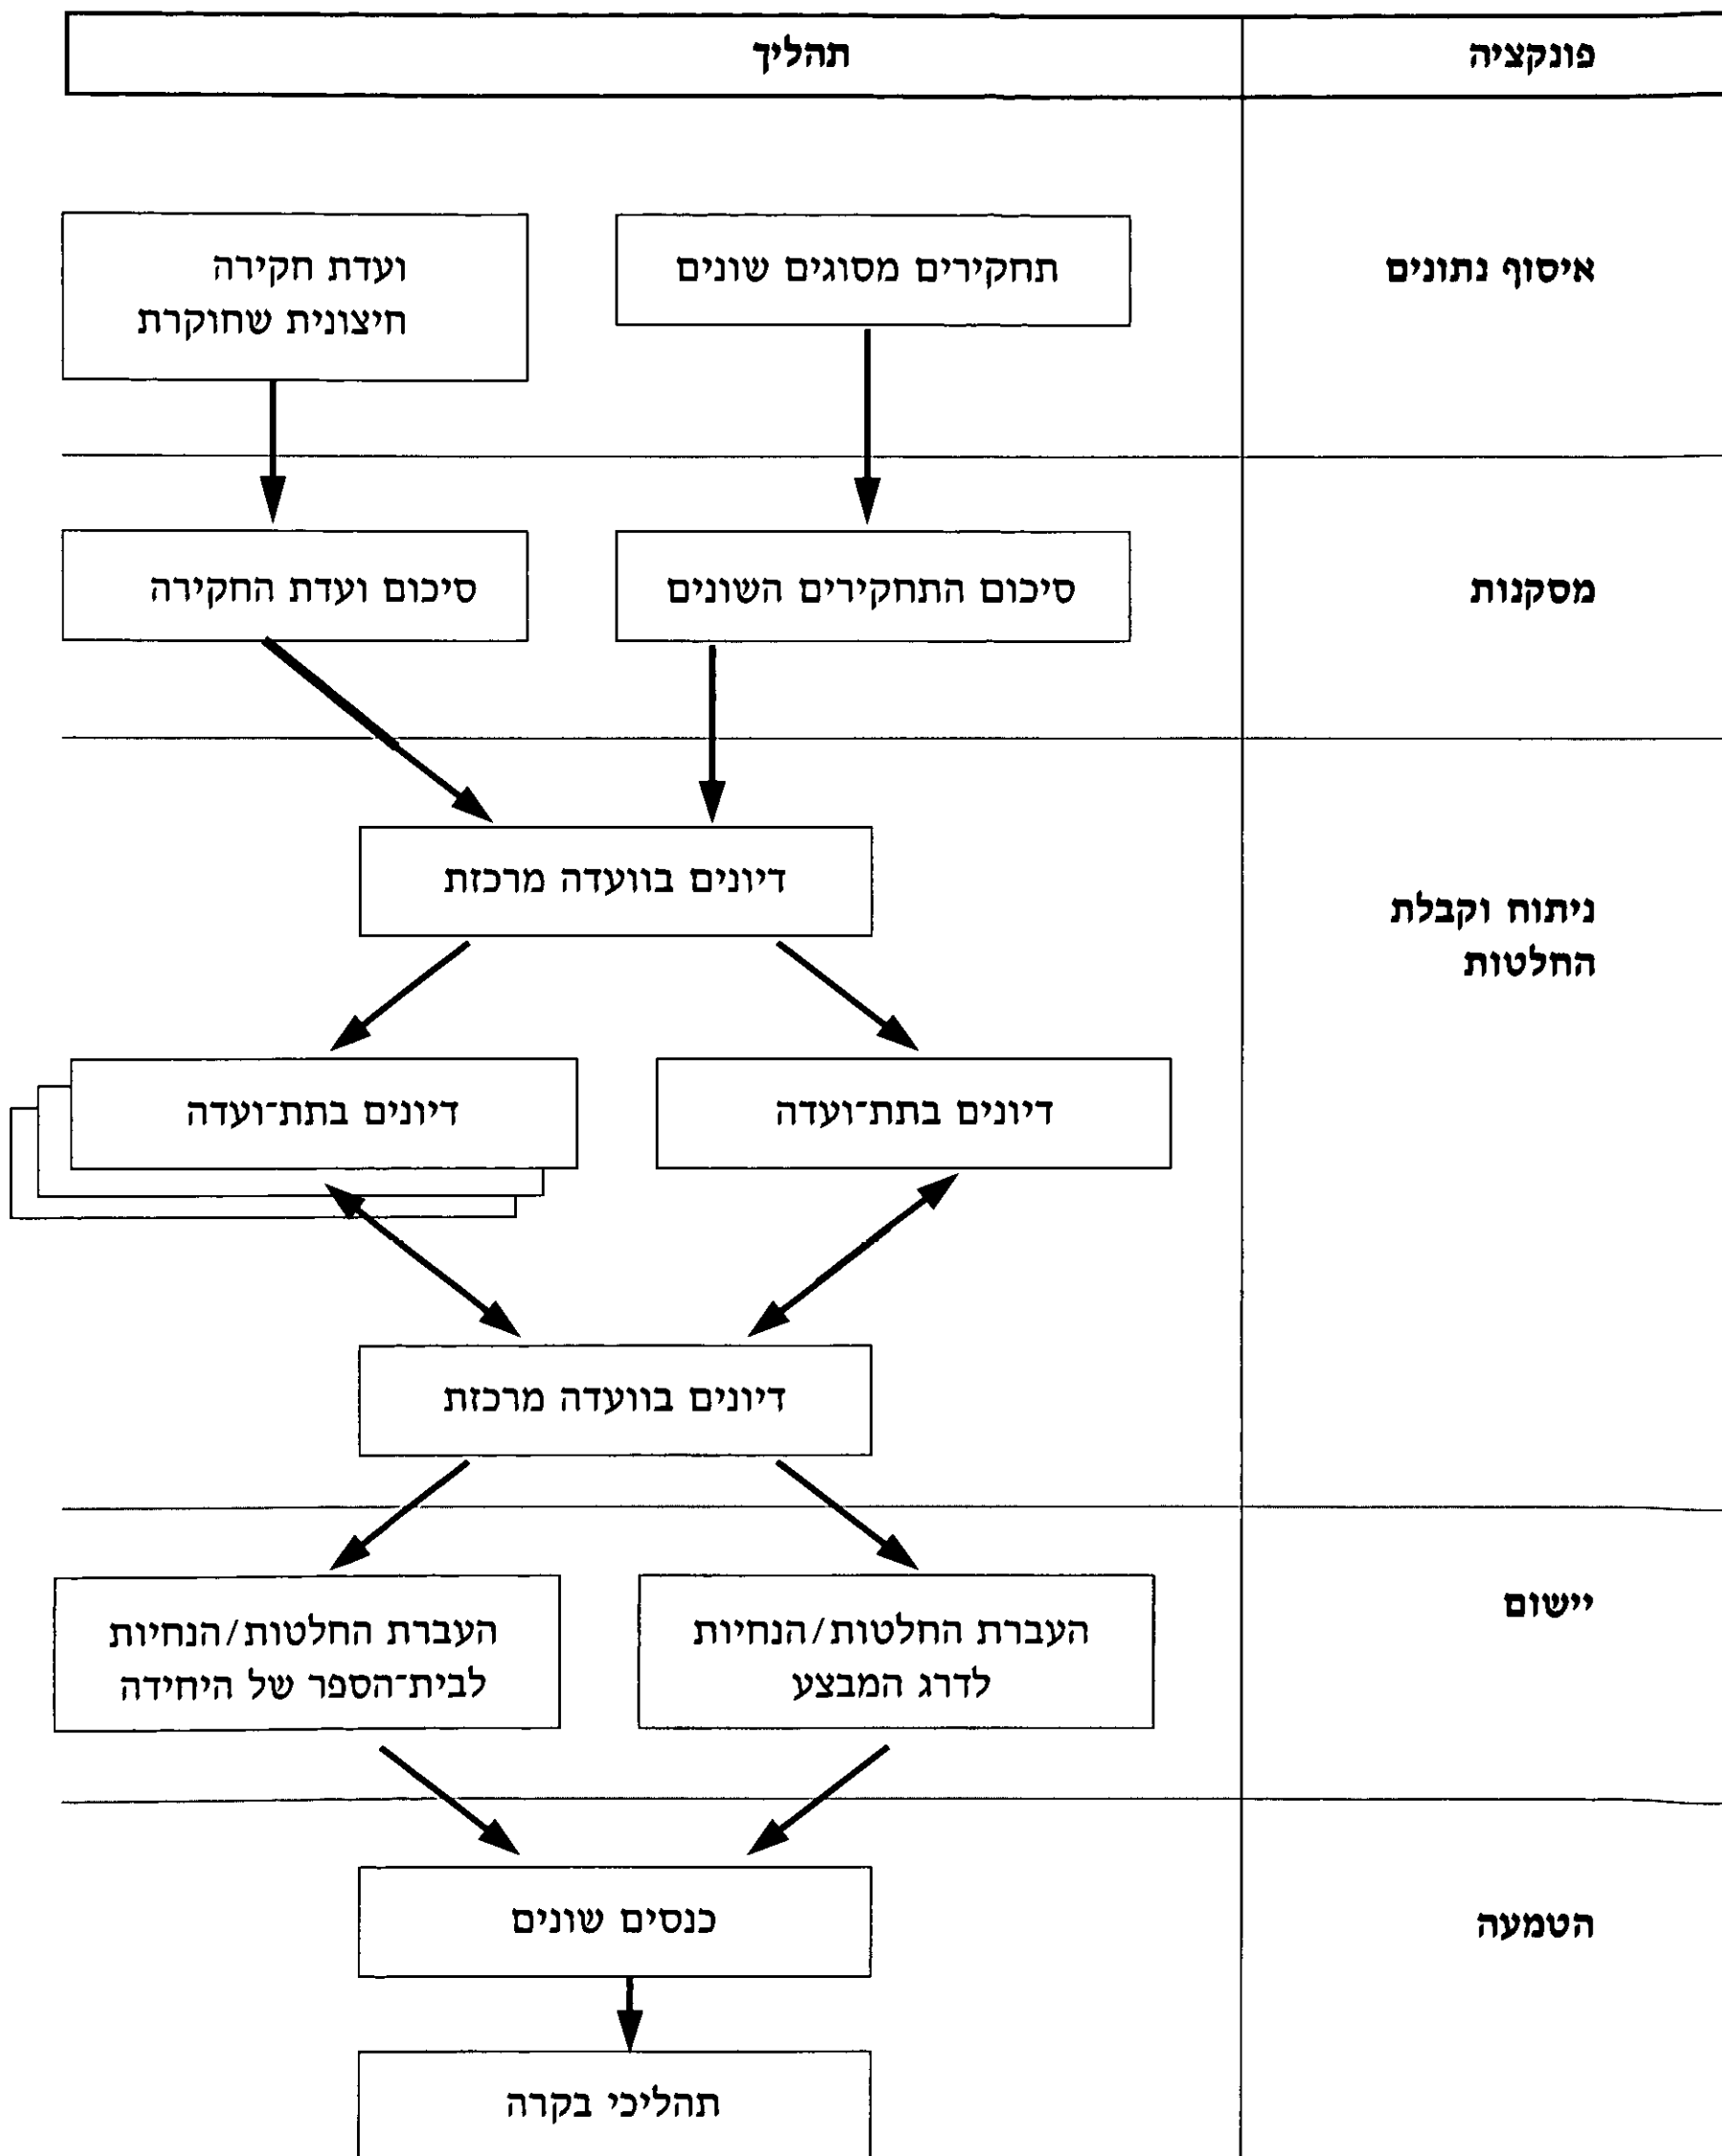 פונקציה
תהליך
איסוף נתונים
תחקירים מסוגים שונים
ועדת חקירה
חיצונית שחוקרת
מסקנות
סיכום התחקירים השונים
סיכום ועדת החקירה
ניתוח וקבלת
החלטות
דיונים בוועדה מרכזת
דיונים בתת־ועדה
דיונים בתת־ועדה
דיונים בוועדה מרכזת
יישום
העברת החלטות/הנחיות
לדרג המבצע
העברת החלטות/הנחיות
לבית־הספר של היחידה
הטמעה
כנסים שונים
תהליכי בקרה